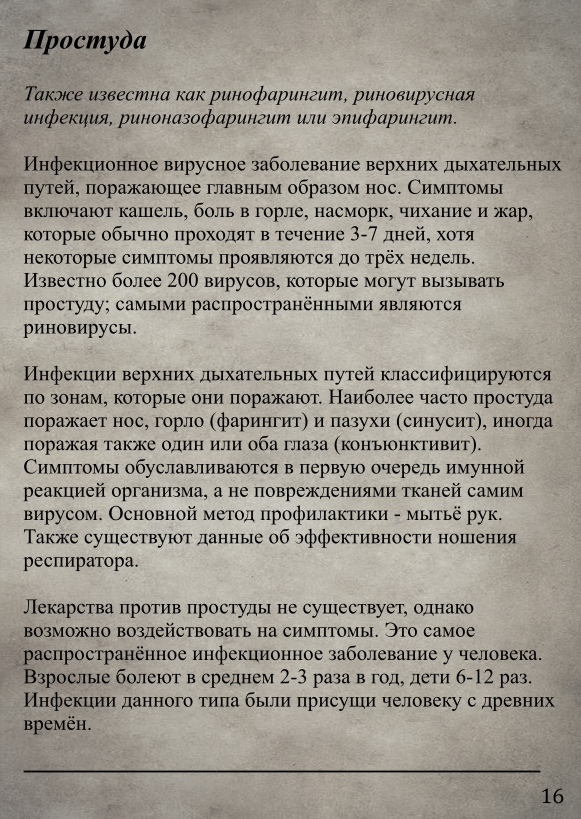 Простуда
Также известна как ринофарингит, риновирусная
инфекция, риноназофарингит или эпифарингит.
Инфекционное вирусное заболевание верхних дыхательных
путей, поражающее главным образом нос. Симптомы
включают кашель, боль в горле, насморк, чихание и жар,
которые обычно проходят в течение 3-7 дней, хотя
некоторые симптомы проявляются до трёх недель.
Известно более 200 вирусов, которые могут вызывать
простуду; самыми распространёнными являются
риновирусы.
Инфекции верхних дыхательных путей классифицируются
по зонам, которые они поражают. Наиболее часто простуда
поражает нос, горло (фарингит) и пазухи (синусит), иногда
поражая также один или оба глаза (конъюнктивит).
Симптомы обуславливаются в первую очередь имунной
реакцией организма, а не повреждениями тканей самим
вирусом. Основной метод профилактики - мытьё рук.
Также существуют данные об эффективности ношения
респиратора.
Лекарства против простуды не существует, однако
возможно воздействовать на симптомы. Это самое
распространённое инфекционное заболевание у человека.
Взрослые болеют в среднем 2-3 раза в год, дети 6-12 раз.
Инфекции данного типа были присущи человеку с древних
времён.
16